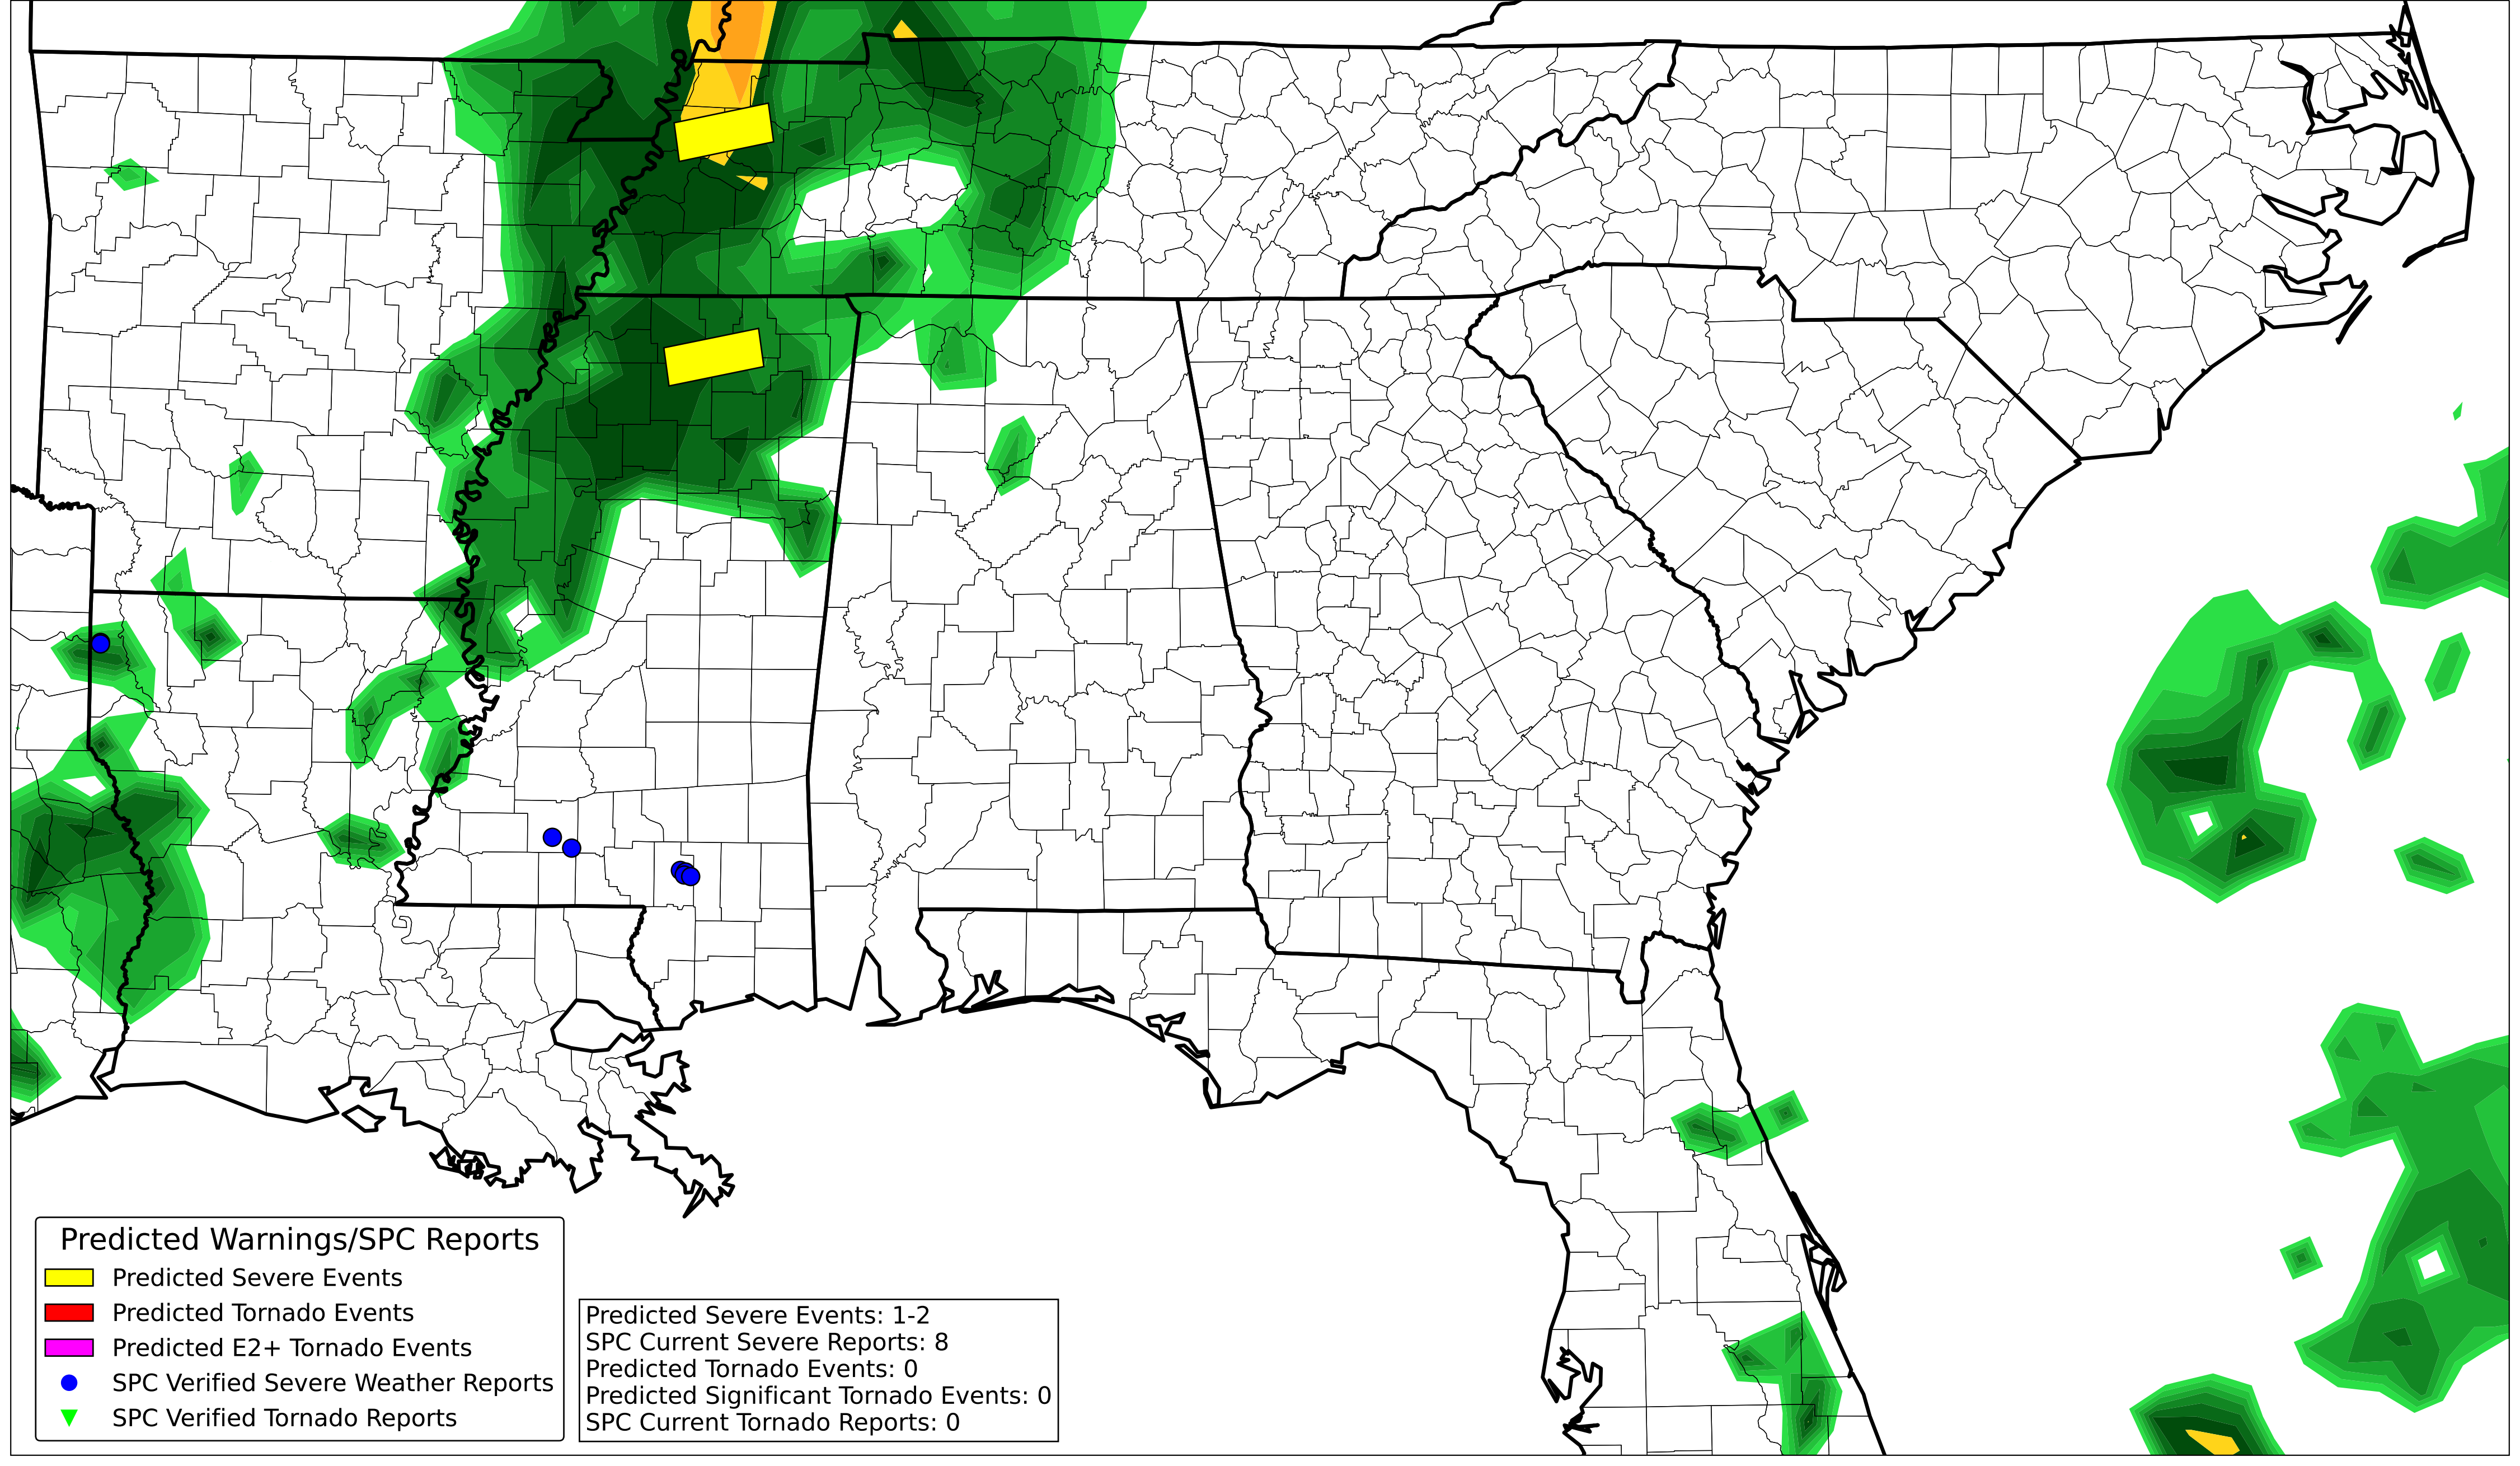 Predicted Warnings/SPC Reports
Predicted Severe Events
Predicted Tornado Events
Predicted E2+ Tornado Events
SPC Verified Severe Weather Reports
SPC Verified Tornado Reports
Predicted Severe Events: 1-2
SPC Current Severe Reports: 8
Predicted Tornado Events: 0
Predicted Significant Tornado Events: 0
SPC Current Tornado Reports: 0